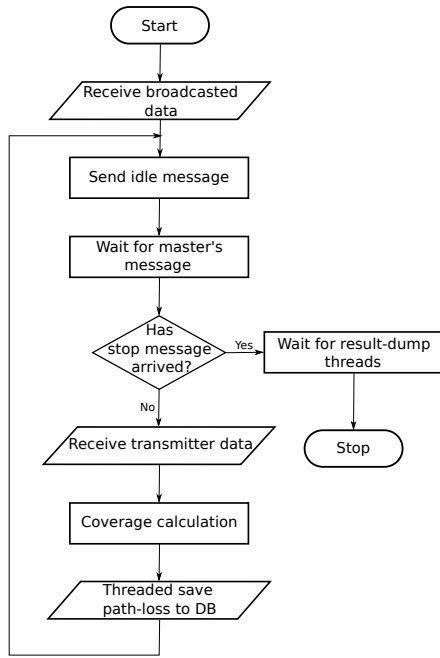 Start
Receive broadcasted
data
Send idle message
Wait for master's
message
Has
stop message
arrived?
Yes
Wait for result-dump
threads
No
Stop
Receive transmitter data
Coverage calculation
Threaded save
path-loss to DB